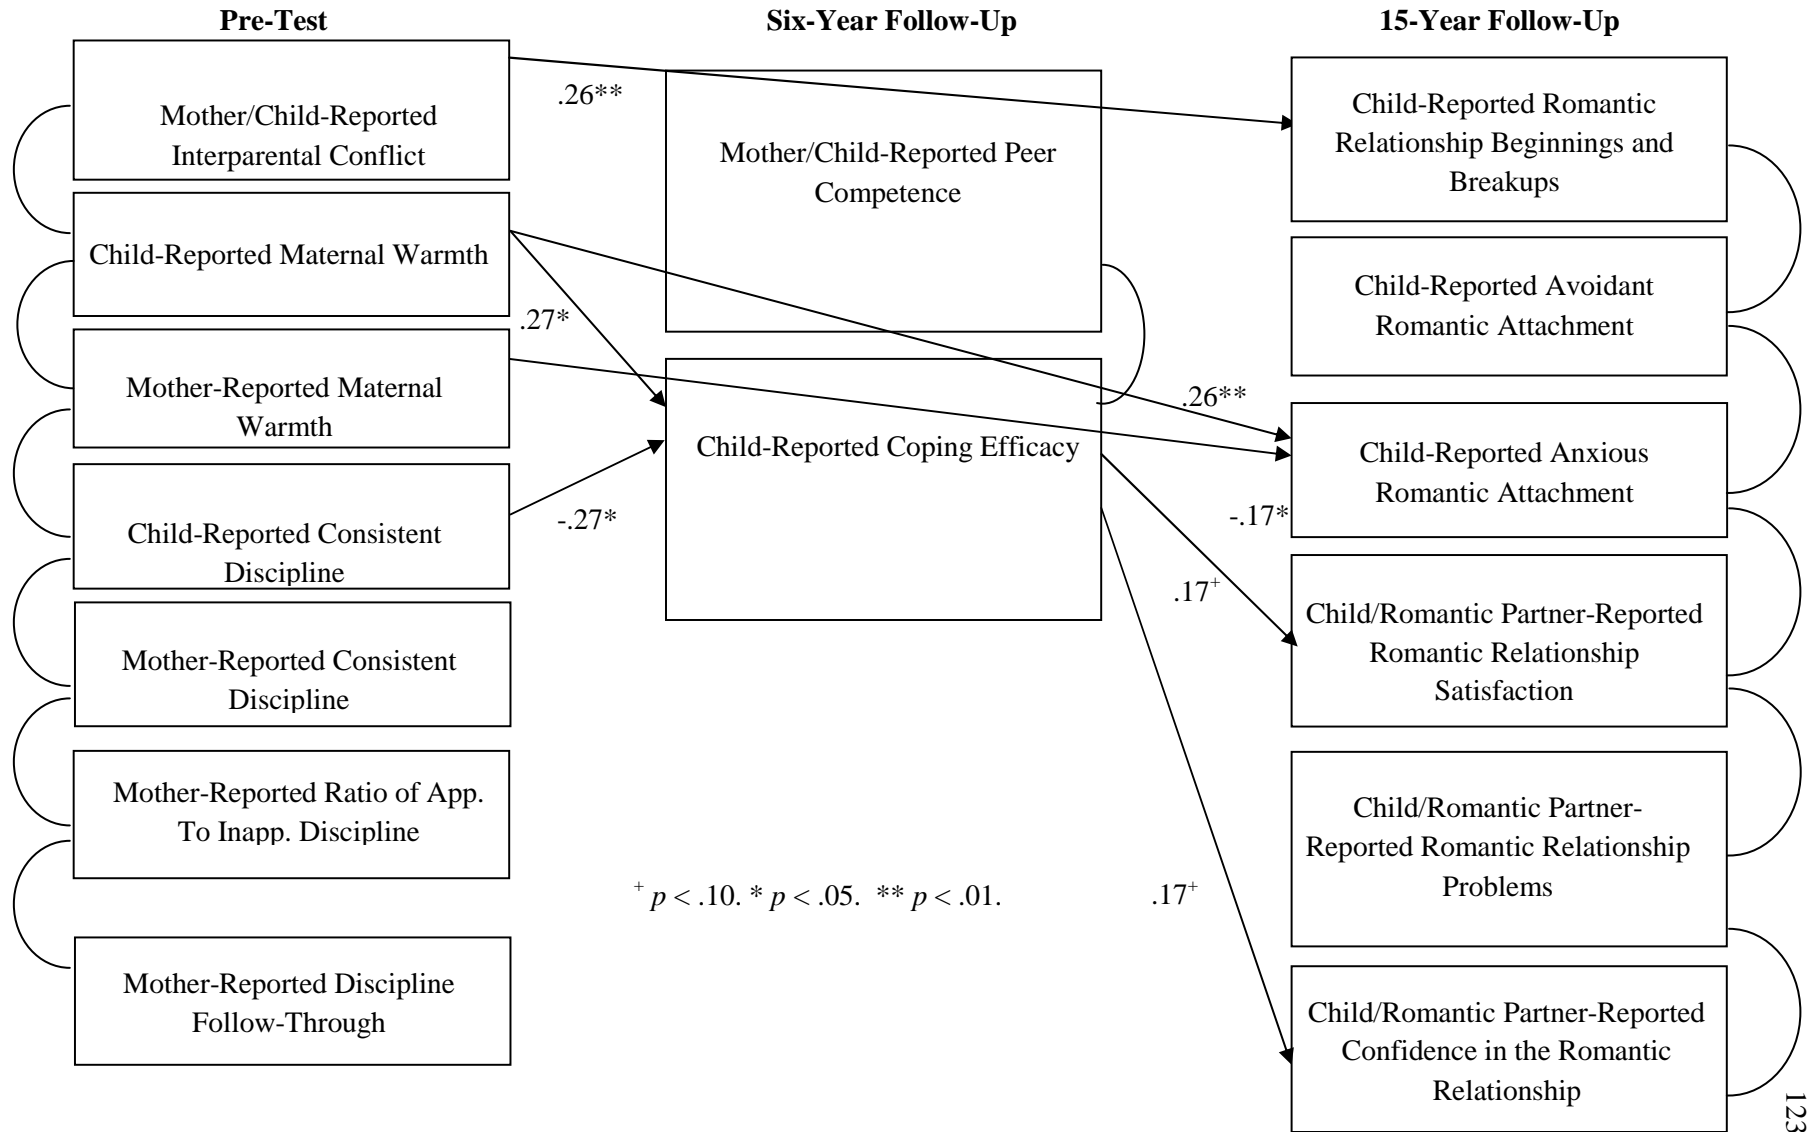 Pre-Test
Six-Year Follow-Up
15-Year Follow-Up
Mother/Child-Reported
Interparental Conflict
Child-Reported Maternal Warmth
Mother-Reported Maternal
Warmth
Child-Reported Consistent
Discipline
Mother-Reported Consistent
Discipline
Mother-Reported Ratio of App.
To Inapp. Discipline
Mother-Reported Discipline
Follow-Through
.26**
.27*
-.27*
Mother/Child-Reported Peer
Competence
Child-Reported Coping Efficacy
+ p < .10. * p < .05. ** p < .01.
.26**
-.17*
.17+
.17+
Child-Reported Romantic
Relationship Beginnings and
Breakups
Child-Reported Avoidant
Romantic Attachment
Child-Reported Anxious
Romantic Attachment
Child/Romantic Partner-Reported
Romantic Relationship
Satisfaction
Child/Romantic Partner-
Reported Romantic Relationship
Problems
Child/Romantic Partner-Reported
Confidence in the Romantic
Relationship
123